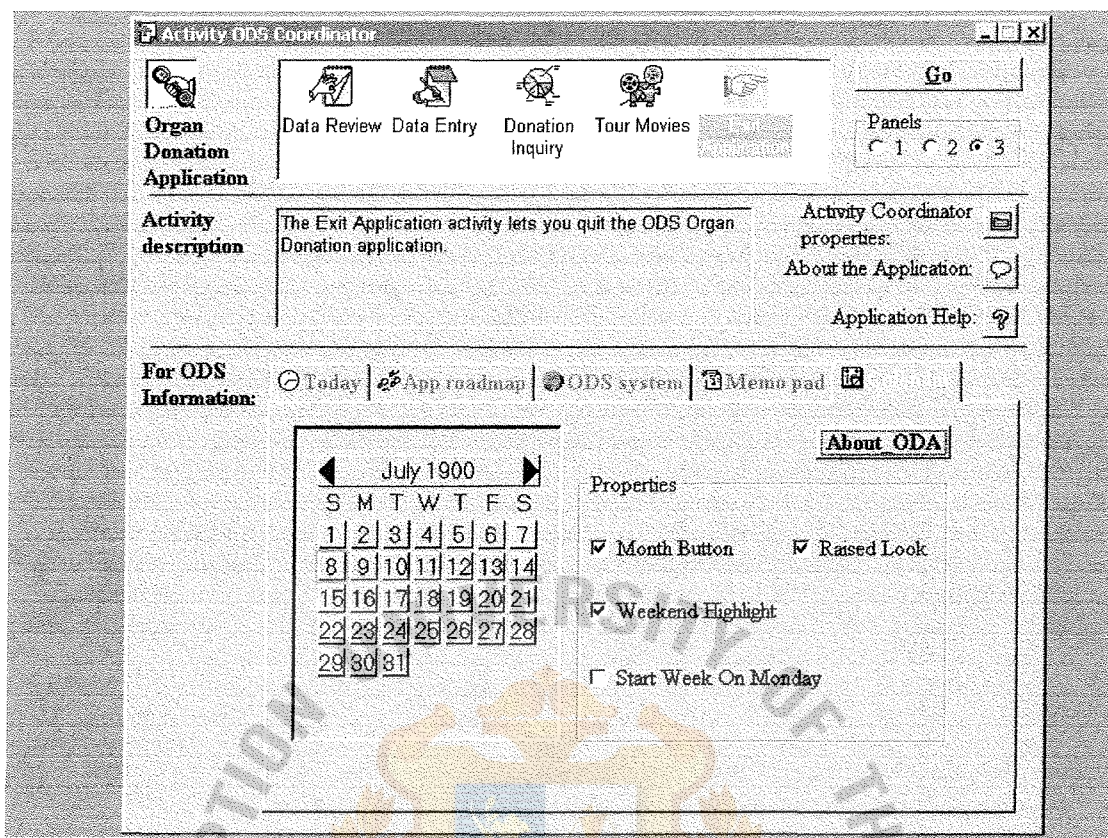 Activity ODS Coordinator
Go
Organ
Donation
Application
Data Review Data Entry Donation
Inquiry Tour Movies
Panels
1 2 3
Activity
description
The Exit Application activity lets you quit the ODS Organ
Donation application.
Activity Coordinator
properties:
About the Application:
Application Help:
For ODS
Information:
Today App roadmap ODS system Memo pad
About ODA
July 1900
S M T W T F S
1 2 3 4 5 6 7
8 9 10 11 12 13 14
15 16 17 18 19 20 21
22 23 24 25 26 27 28
29 30 31
Properties
Month Button Raised Look
Weekend Highlight
Start Week On Monday